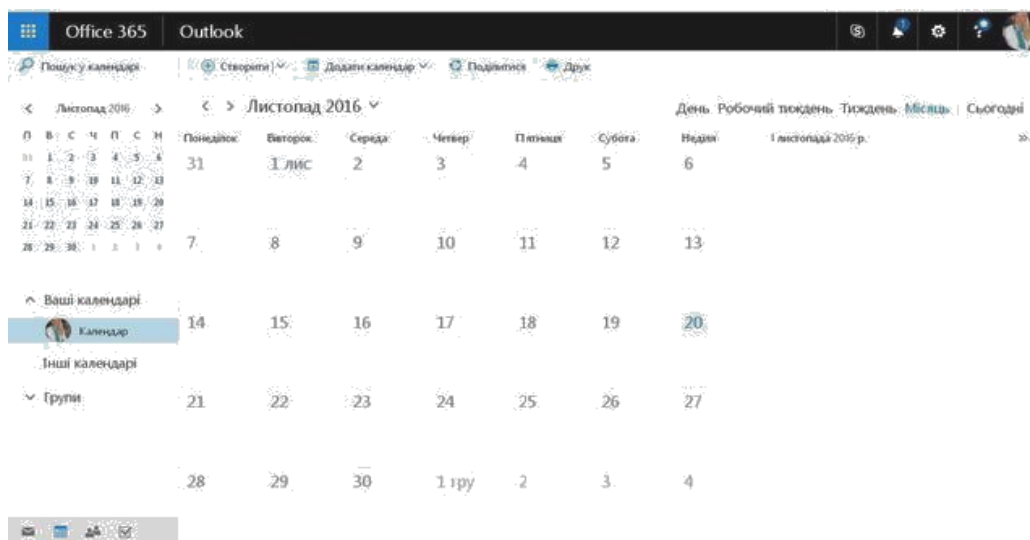 Office 365 Outlook
Пошук у календарі Створити Додати календар Поділитися Друк
Листопад 2016
Листопад 2016
День Робочий тиждень Тиждень Місяць Сьогодні
П В С Ч П С Н
31 1 2 3 4 5 6
7 8 9 10 11 12 13
14 15 16 17 18 19 20
21 22 23 24 25 26 27
28 29 30 1 2 3 4
Ваші календарі
Календар
Інші календарі
Групи
Понеділок Вівторок Середа Четвер П'ятниця Субота Неділя 1 листопада 2016 р.
31 1 лис 2 3 4 5 6
7 8 9 10 11 12 13
14 15 16 17 18 19 20
21 22 23 24 25 26 27
28 29 30 1 гру 2 3 4